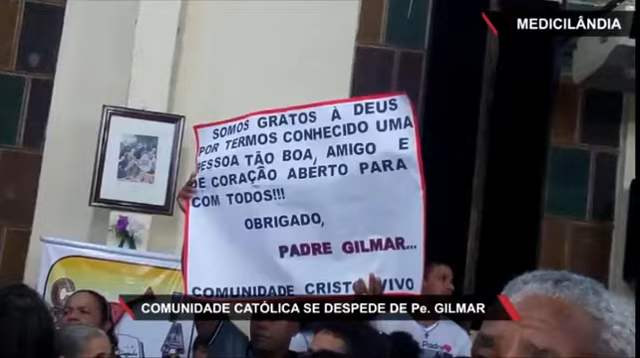 MEDICILÂNDIA
SOMOS GRATOS À DEUS
POR TERMOS CONHECIDO UMA
PESSOA TÃO BOA, AMIGO E
DE CORAÇÃO ABERTO PARA
COM TODOS!!!
OBRIGADO,
PADRE GILMAR...
COMUNIDADE CRISTO VIVO
COMUNIDADE CATÓLICA SE DESPEDE DE Pe. GILMAR